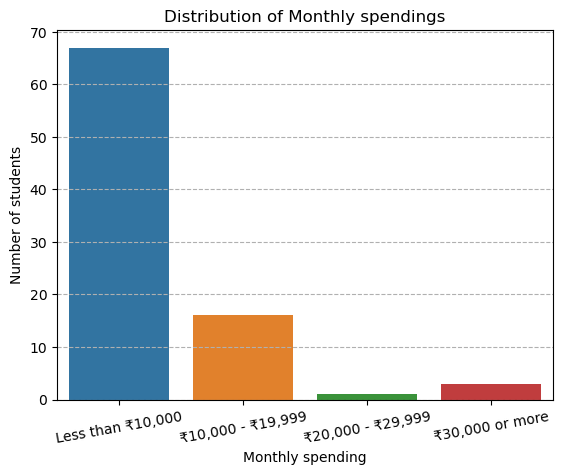 Distribution of Monthly spendings
Number of students
70
60
50
40
30
20
10
0
Less than ₹10,000
₹10,000 - ₹19,999
₹20,000 - ₹29,999
₹30,000 or more
Monthly spending